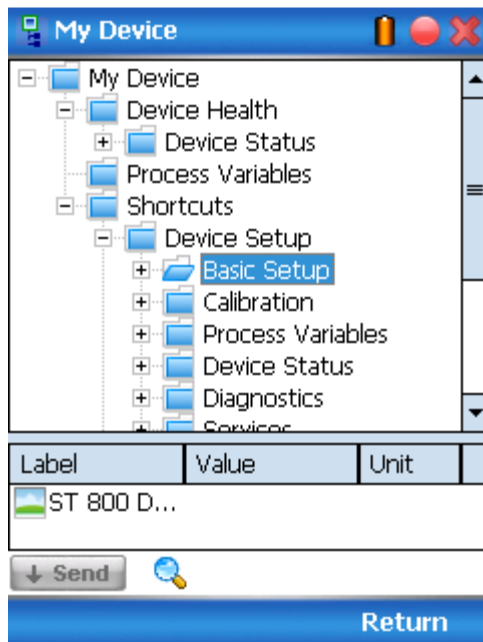 My Device
My Device
Device Health
Device Status
Process Variables
Shortcuts
Device Setup
Basic Setup
Calibration
Process Variables
Device Status
Diagnostics
Services
Label Value Unit
ST 800 D...
Send
Return